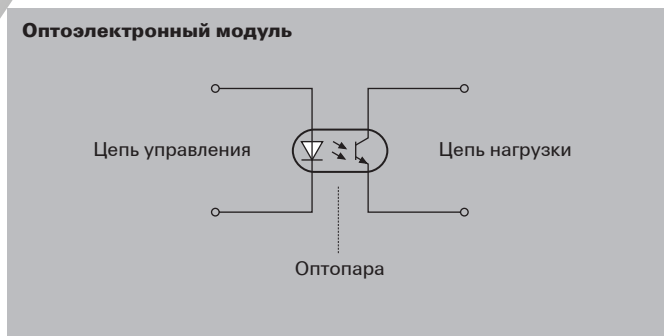 Оптоэлектронный модуль
Цепь управления
Цепь нагрузки
Оптопара